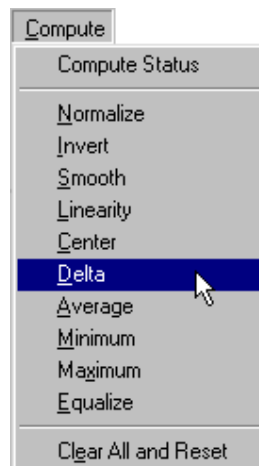 Compute
Compute Status
Normalize
Invert
Smooth
Linearity
Center
Delta
Average
Minimum
Maximum
Equalize
Clear All and Reset